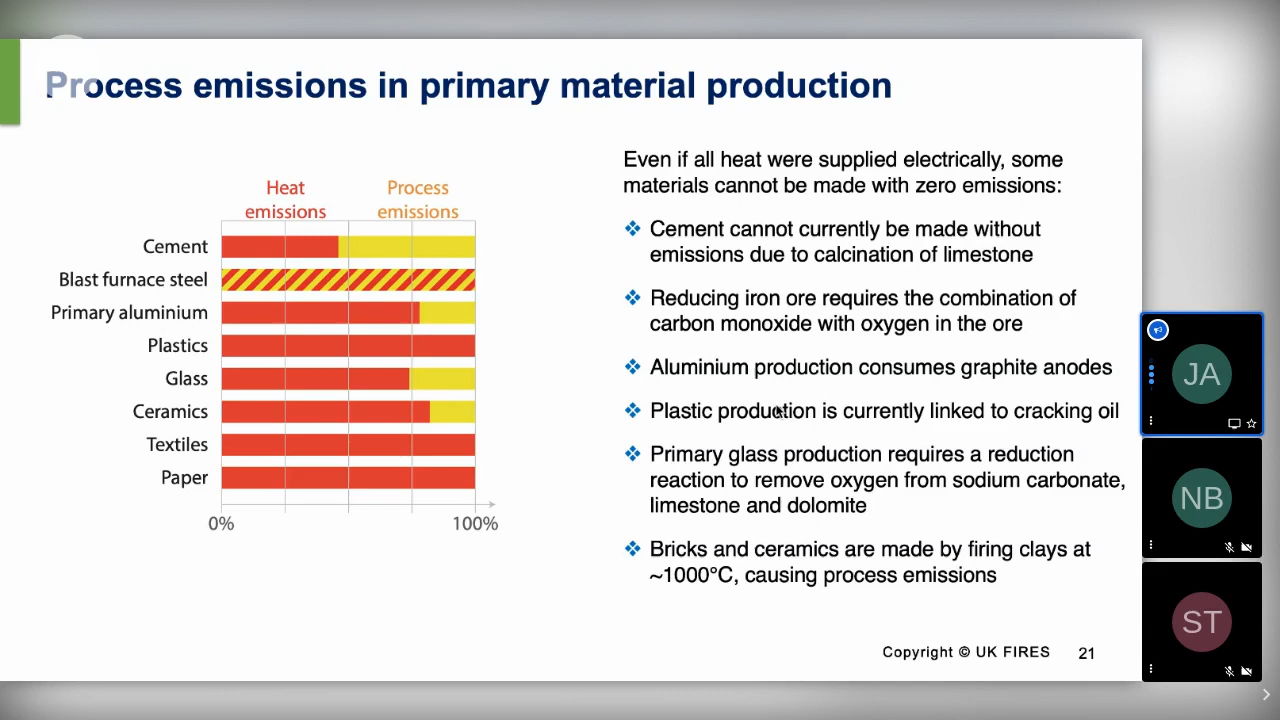 Process emissions in primary material production
Heat
emissions
Process
emissions
Cement
Blast furnace steel
Primary aluminium
Plastics
Glass
Ceramics
Textiles
Paper
0%
100%
Even if all heat were supplied electrically, some
materials cannot be made with zero emissions:
Cement cannot currently be made without
emissions due to calcination of limestone
Reducing iron ore requires the combination of
carbon monoxide with oxygen in the ore
Aluminium production consumes graphite anodes
Plastic production is currently linked to cracking oil
Primary glass production requires a reduction
reaction to remove oxygen from sodium carbonate,
limestone and dolomite
Bricks and ceramics are made by firing clays at
~1000°C, causing process emissions
Copyright © UK FIRES 21
JA
NB
ST